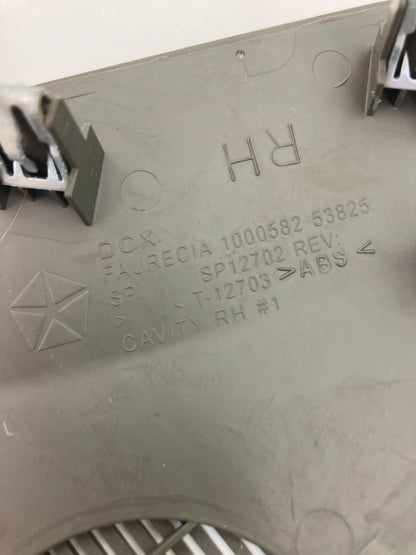 RH
DCX.
FAURECIA 1000582 53825
SP SP12702 REV:
> < T-12703 >ABS<
CAVITY RH #1